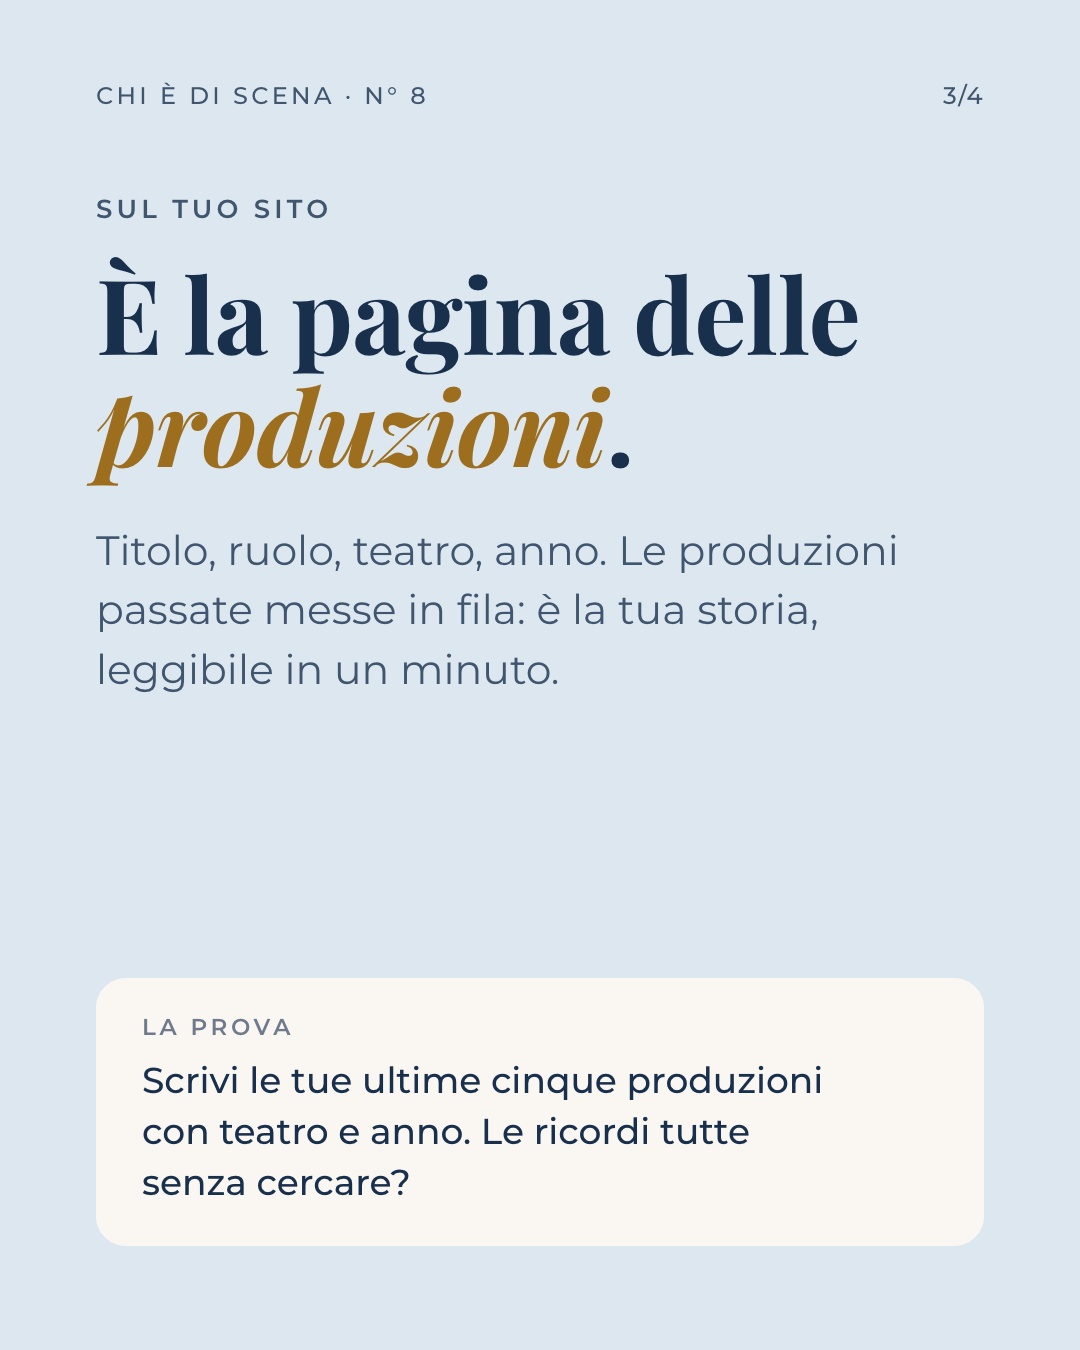 CHI È DI SCENA · N° 8
3/4
SUL TUO SITO
È la pagina delle
produzioni.
Titolo, ruolo, teatro, anno. Le produzioni
passate messe in fila: è la tua storia,
leggibile in un minuto.
LA PROVA
Scrivi le tue ultime cinque produzioni
con teatro e anno. Le ricordi tutte
senza cercare?